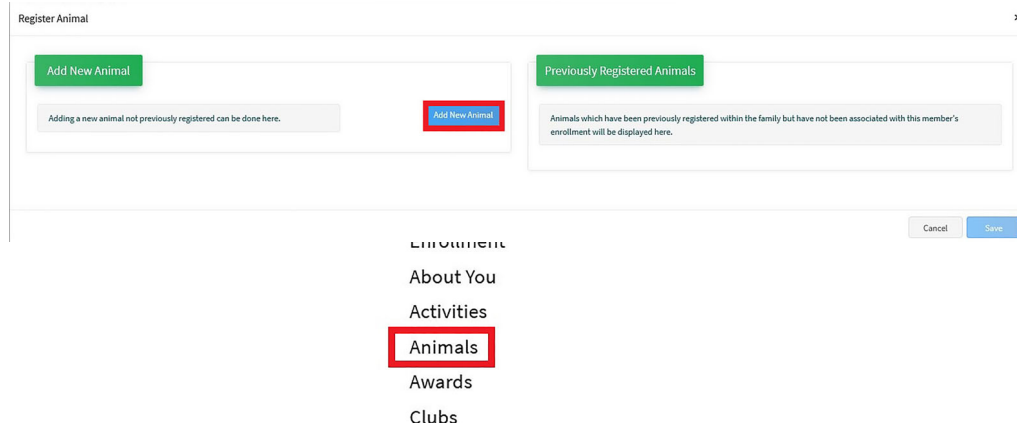 Register Animal
Add New Animal
Adding a new animal not previously registered can be done here.
Add New Animal
Previously Registered Animals
Animals which have been previously registered within the family but have not been associated with this member's
enrollment will be displayed here.
Cancel
Save
Enrollment
About You
Activities
Animals
Awards
Clubs